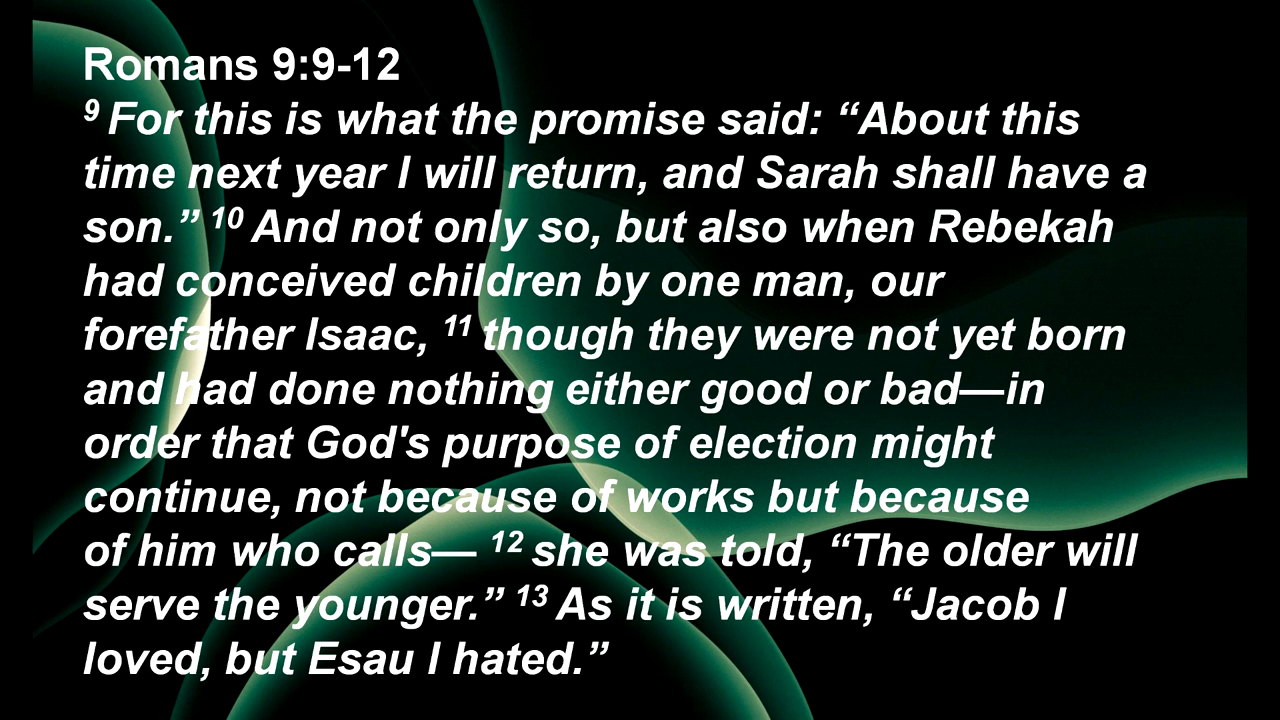 Romans 9:9-12
9 For this is what the promise said: “About this
time next year I will return, and Sarah shall have a
son.” 10 And not only so, but also when Rebekah
had conceived children by one man, our
forefather Isaac, 11 though they were not yet born
and had done nothing either good or bad—in
order that God's purpose of election might
continue, not because of works but because
of him who calls— 12 she was told, “The older will
serve the younger.” 13 As it is written, “Jacob I
loved, but Esau I hated.”